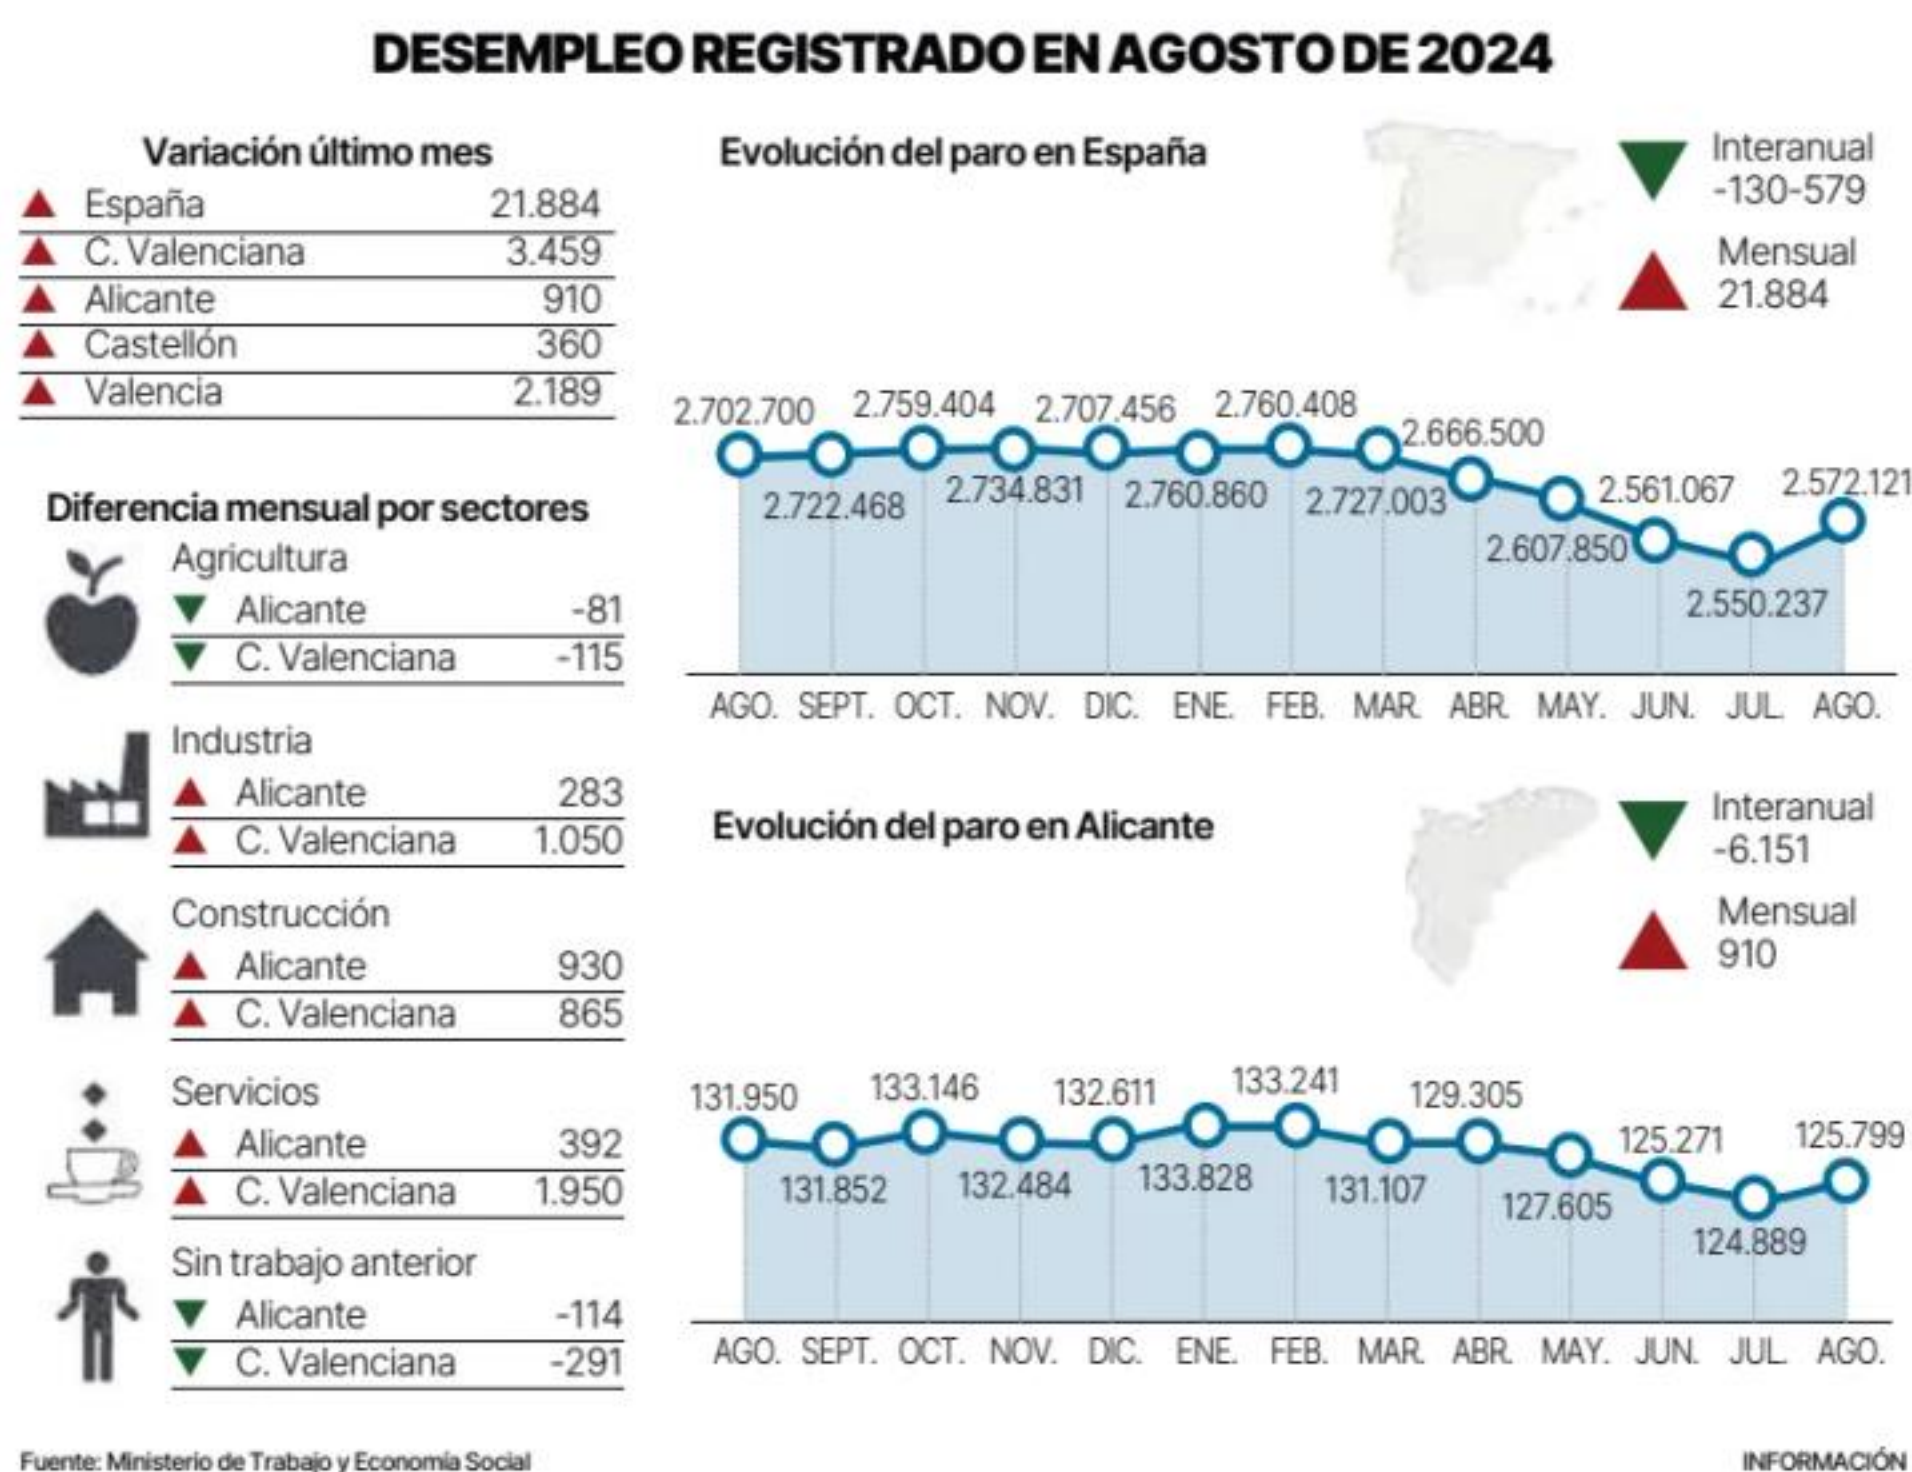 DESEMPLEO REGISTRADO EN AGOSTO DE 2024
Variación último mes
España 21.884
C. Valenciana 3.459
Alicante 910
Castellón 360
Valencia 2.189
Diferencia mensual por sectores
Agricultura
Alicante -81
C. Valenciana -115
Industria
Alicante 283
C. Valenciana 1.050
Construcción
Alicante 930
C. Valenciana 865
Servicios
Alicante 392
C. Valenciana 1.950
Sin trabajo anterior
Alicante -114
C. Valenciana -291
Evolución del paro en España
Interanual
-130-579
Mensual
21.884
2.702.700 2.759.404 2.707.456 2.760.408
2.666.500
2.561.067 2.572.121
2.722.468 2.734.831 2.760.860 2.727.003
2.607.850
2.550.237
AGO. SEPT. OCT. NOV. DIC. ENE. FEB. MAR. ABR. MAY. JUN. JUL. AGO.
Evolución del paro en Alicante
Interanual
-6.151
Mensual
910
131.950 133.146 132.611 133.241 129.305
125.271 125.799
131.852 132.484 133.828 131.107
127.605
124.889
AGO. SEPT. OCT. NOV. DIC. ENE. FEB. MAR. ABR. MAY. JUN. JUL. AGO.
Fuente: Ministerio de Trabajo y Economía Social
INFORMACIÓN